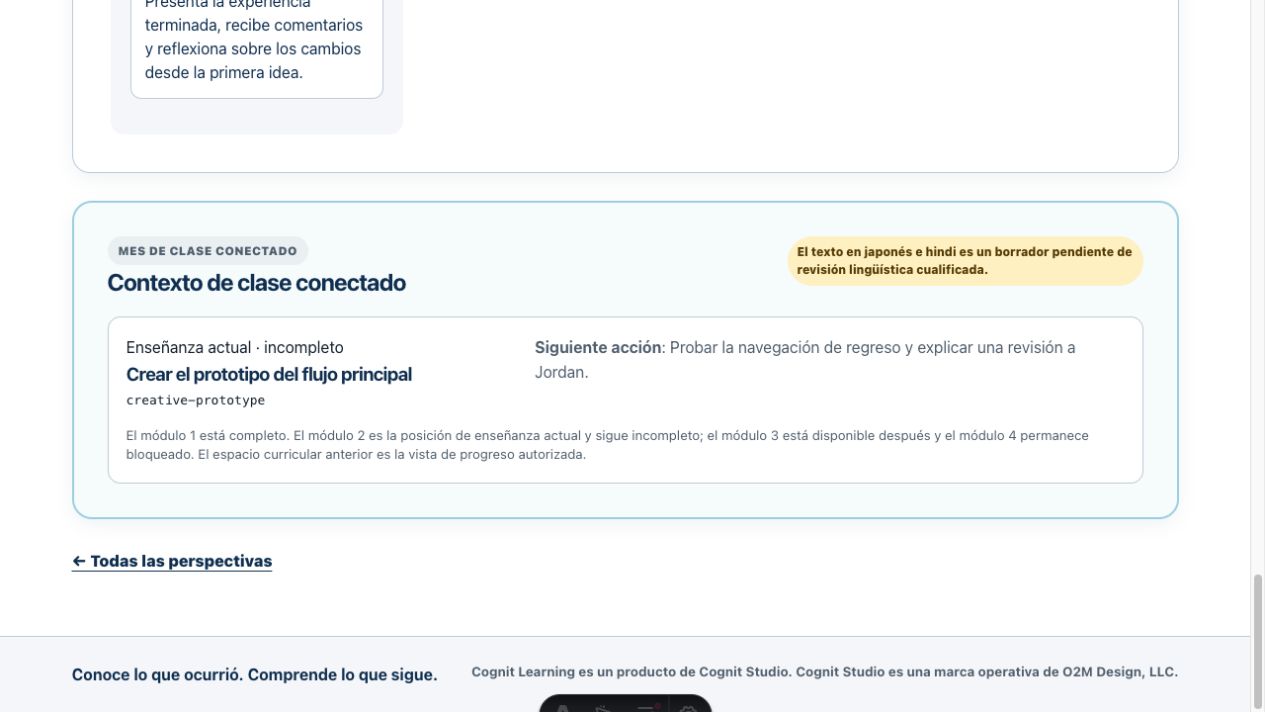 Presenta la experiencia
terminada, recibe comentarios
y reflexiona sobre los cambios
desde la primera idea.
MES DE CLASE CONECTADO
Contexto de clase conectado
El texto en japonés e hindi es un borrador pendiente de
revisión lingüística cualificada.
Enseñanza actual · incompleto
Crear el prototipo del flujo principal
creative-prototype
Siguiente acción: Probar la navegación de regreso y explicar una revisión a
Jordan.
El módulo 1 está completo. El módulo 2 es la posición de enseñanza actual y sigue incompleto; el módulo 3 está disponible después y el módulo 4 permanece
bloqueado. El espacio curricular anterior es la vista de progreso autorizada.
← Todas las perspectivas
Conoce lo que ocurrió. Comprende lo que sigue.
Cognit Learning es un producto de Cognit Studio. Cognit Studio es una marca operativa de O2M Design, LLC.